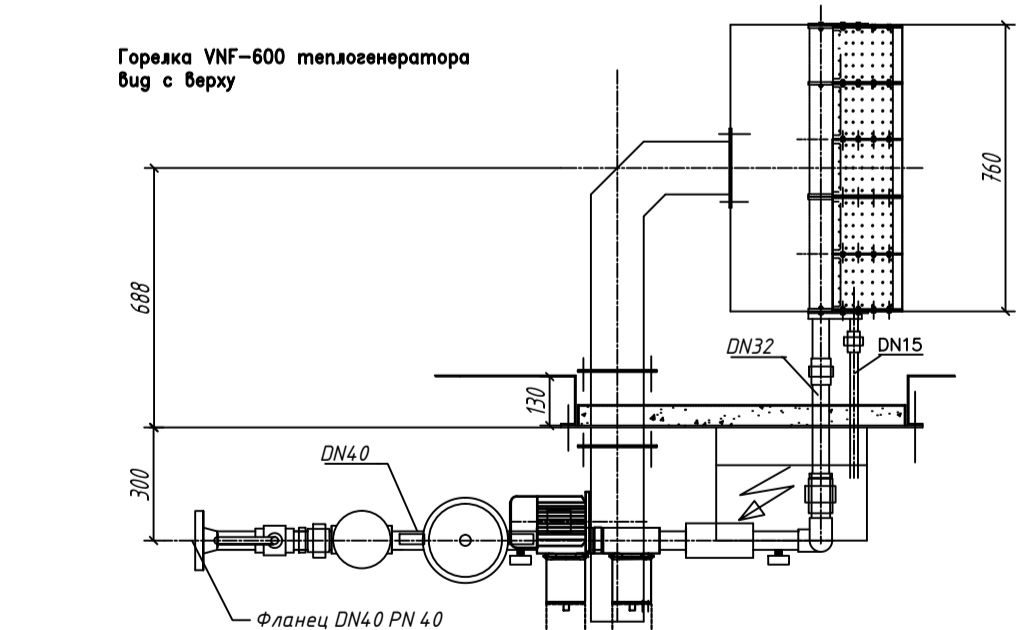 Горелка VNF-600 теплогенератора
вид с верху
760
688
DN32
DN15
130
DN40
300
Фланец DN40 PN 40